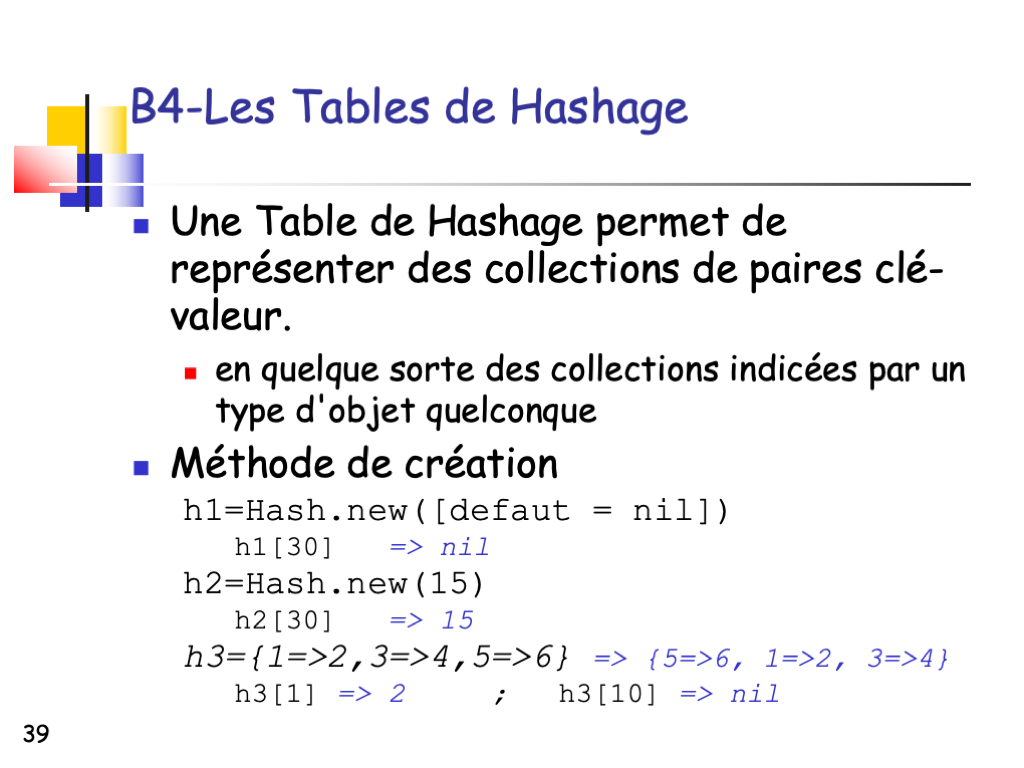 B4-Les Tables de Hashage
Une Table de Hashage permet de
représenter des collections de paires clé-
valeur.
en quelque sorte des collections indicées par un
type d'objet quelconque
Méthode de création
h1=Hash.new([defaut = nil])
h1[30] => nil
h2=Hash.new(15)
h2[30] => 15
h3={1=>2,3=>4,5=>6} => {5=>6, 1=>2, 3=>4}
h3[1] => 2 ; h3[10] => nil
39